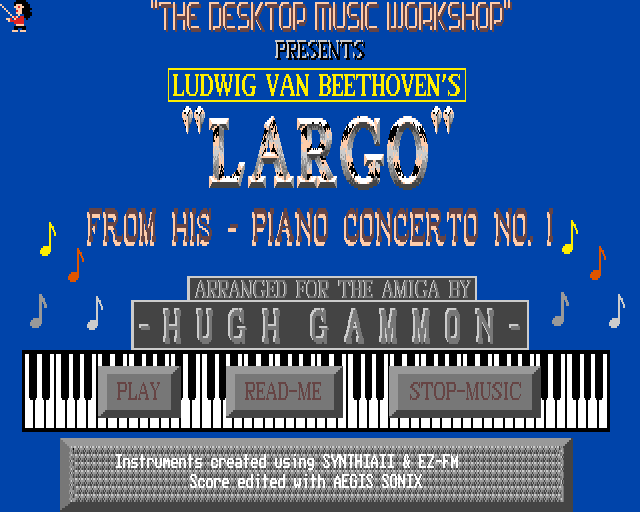 "THE DESKTOP MUSIC WORKSHOP"
PRESENTS
LUDWIG VAN BEETHOVEN'S
"LARGO"
FROM HIS - PIANO CONCERTO NO. 1
ARRANGED FOR THE AMIGA BY
- HUGH GAMMON -
PLAY READ-ME STOP-MUSIC
Instruments created using SYNTHIAII & EZ-FM
Score edited with AEGIS SONIX